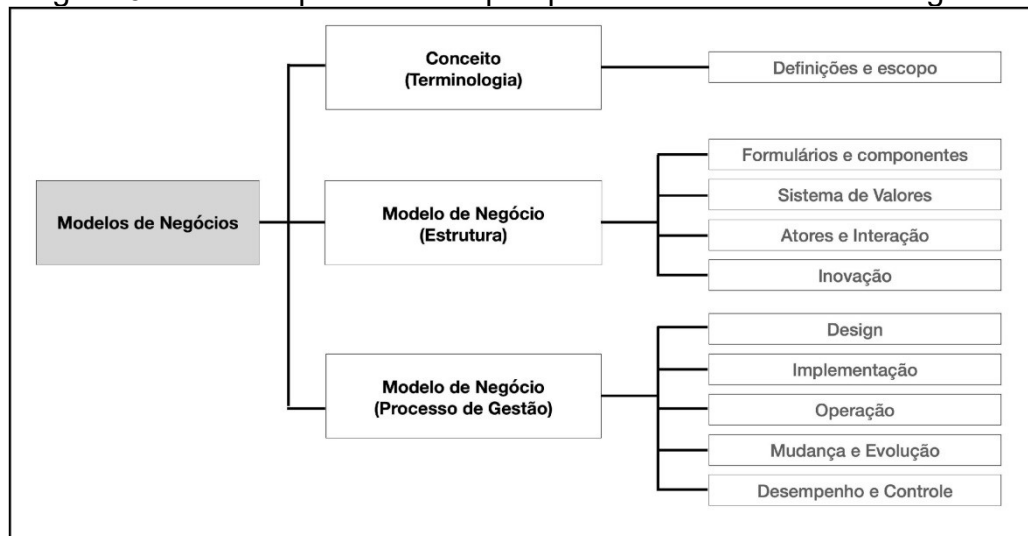 Conceito
(Terminologia)
Definições e escopo
Modelos de Negócios
Modelo de Negócio
(Estrutura)
Formulários e componentes
Sistema de Valores
Atores e Interação
Inovação
Modelo de Negócio
(Processo de Gestão)
Design
Implementação
Operação
Mudança e Evolução
Desempenho e Controle